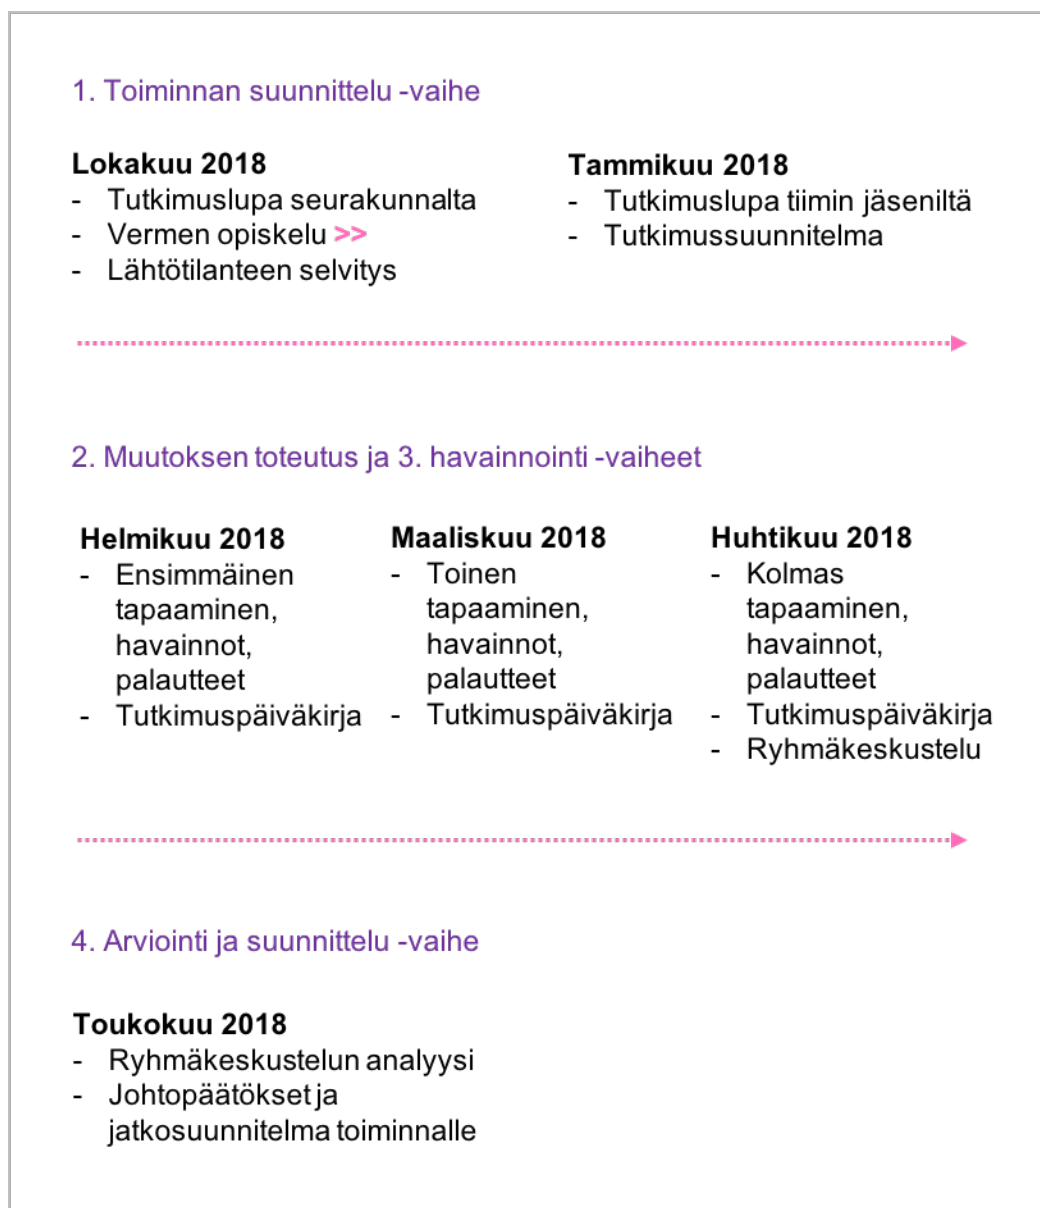 1. Toiminnan suunnittelu -vaihe
Lokakuu 2018
- Tutkimuslupa seurakunnalta
- Vermen opiskelu >>
- Lähtötilanteen selvitys
Tammikuu 2018
- Tutkimuslupa tiimin jäseniltä
- Tutkimussuunnitelma
2. Muutoksen toteutus ja 3. havainnointi -vaiheet
Helmikuu 2018
- Ensimmäinen
tapaaminen,
havainnot,
palautteet
- Tutkimuspäiväkirja
Maaliskuu 2018
- Toinen
tapaaminen,
havainnot,
palautteet
- Tutkimuspäiväkirja
Huhtikuu 2018
- Kolmas
tapaaminen,
havainnot,
palautteet
- Tutkimuspäiväkirja
- Ryhmäkeskustelu
4. Arviointi ja suunnittelu -vaihe
Toukokuu 2018
- Ryhmäkeskustelun analyysi
- Johtopäätökset ja
jatkosuunnitelma toiminnalle